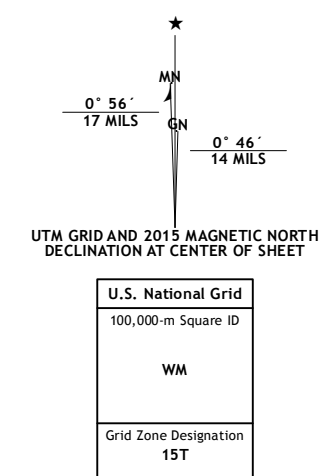 ★
MN
0° 56´
17 MILS
GN
0° 46´
14 MILS
UTM GRID AND 2015 MAGNETIC NORTH
DECLINATION AT CENTER OF SHEET
U.S. National Grid
100,000-m Square ID
WM
Grid Zone Designation
15T